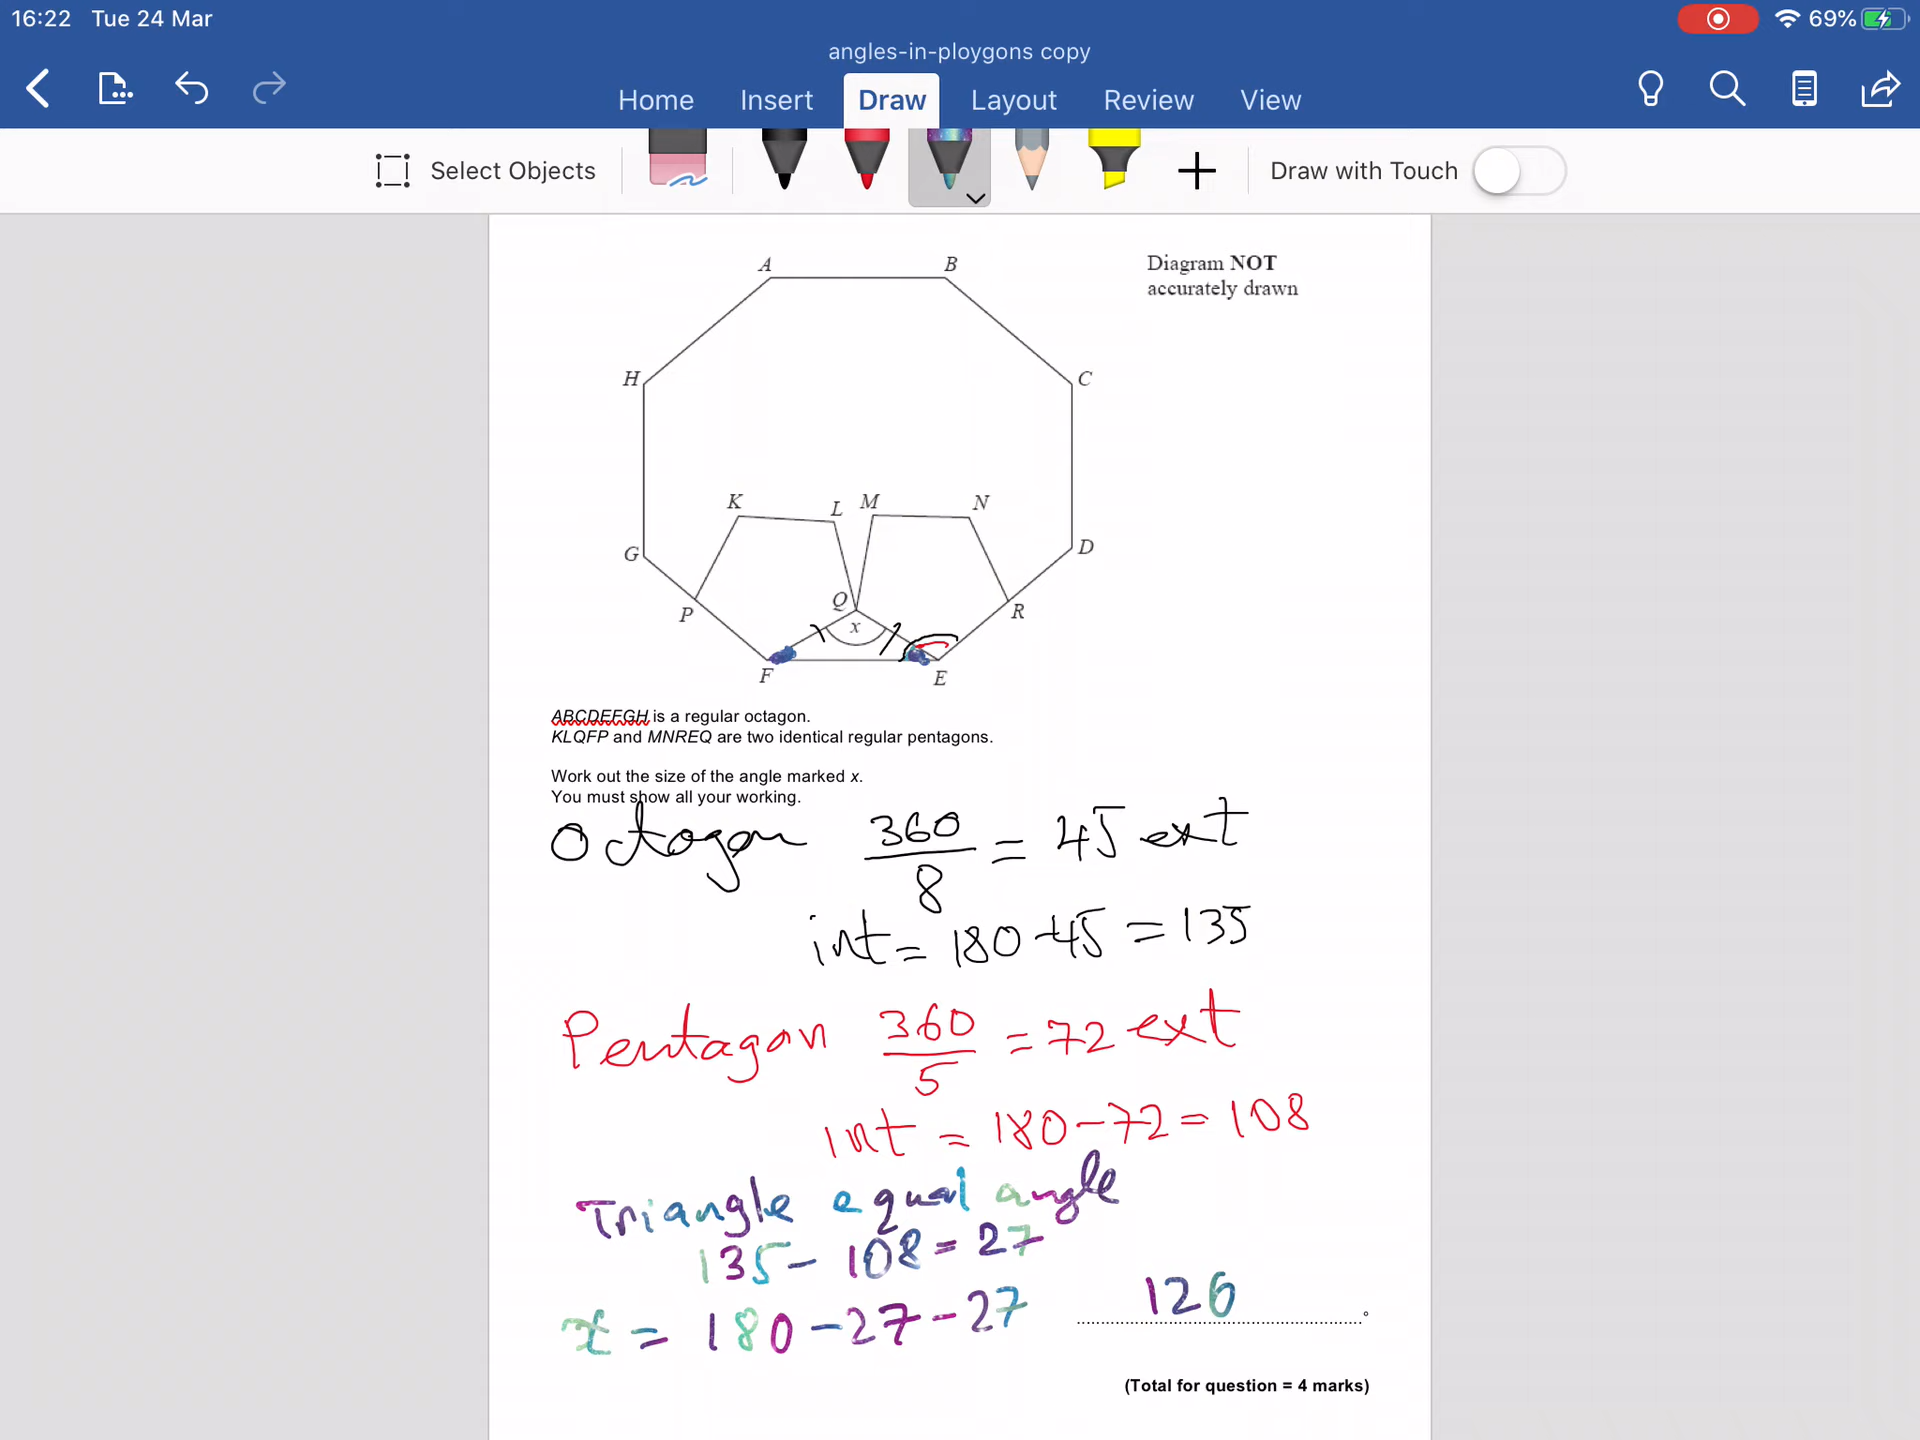 16:22 Tue 24 Mar
69%
angles-in-ploygons copy
Home Insert Draw Layout Review View
Select Objects
Draw with Touch
A B
Diagram NOT
accurately drawn
H C
K L M N
G D
Q
P x R
F E
ABCDEFGH is a regular octagon.
KLQFP and MNREQ are two identical regular pentagons.
Work out the size of the angle marked x.
You must show all your working.
Octagon 360/8 = 45 ext
int = 180-45 = 135
Pentagon 360/5 = 72 ext
int = 180-72 = 108
Triangle equal angle
135-108 = 27
x = 180-27-27
126 °
(Total for question = 4 marks)